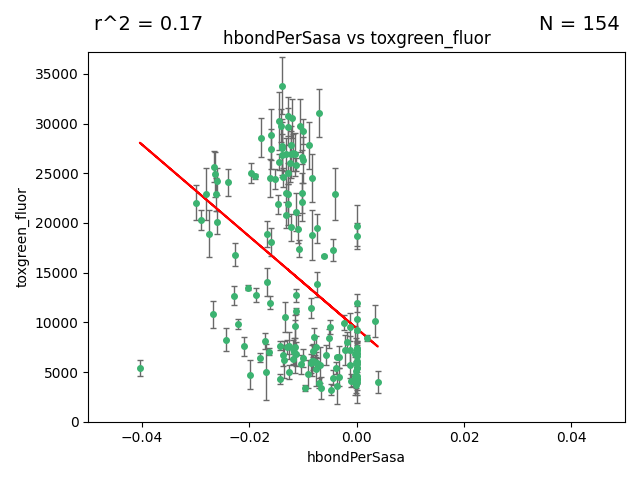 r^2 = 0.17
N = 154
hbondPerSasa vs toxgreen_fluor
35000
30000
25000
20000
15000
10000
5000
0
toxgreen_fluor
−0.04
−0.02
0.00
0.02
0.04
hbondPerSasa